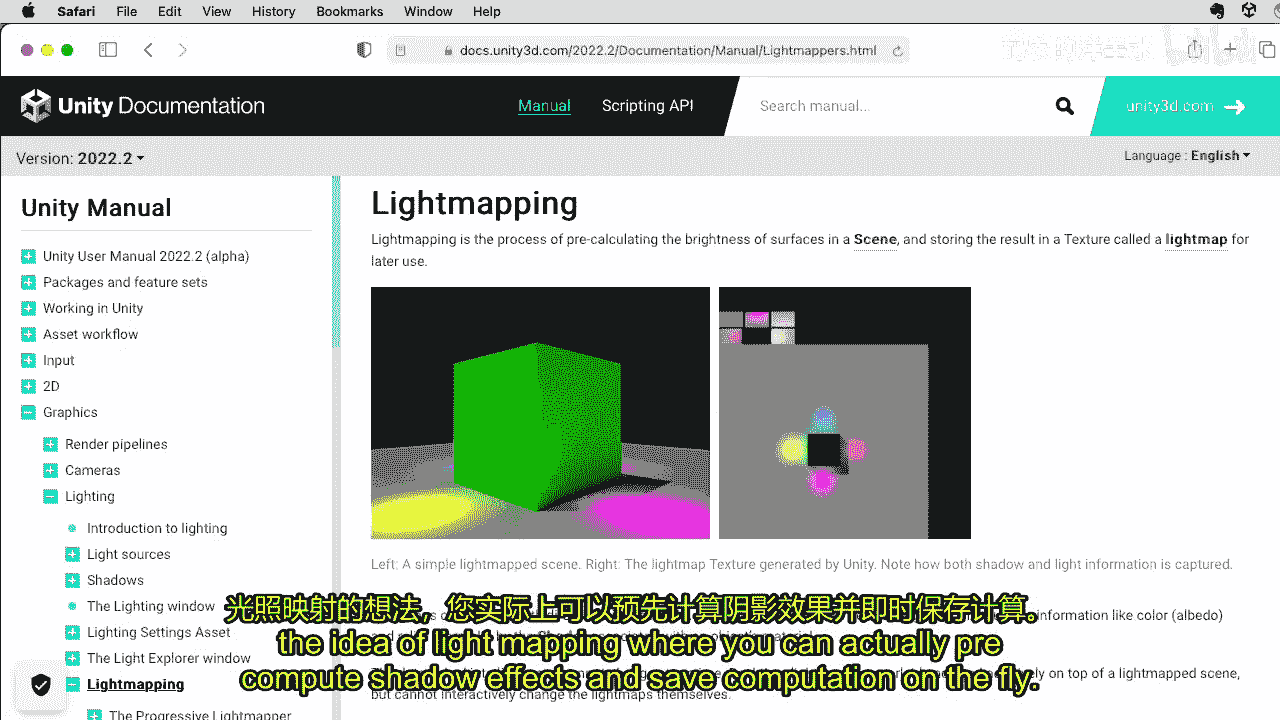 Safari File Edit View History Bookmarks Window Help
docs.unity3d.com/2022.2/Documentation/Manual/Lightmappers.html
Unity Documentation
Manual Scripting API
Search manual...
unity3d.com
Version: 2022.2
Language : English
Unity Manual
Unity User Manual 2022.2 (alpha)
Packages and feature sets
Working in Unity
Asset workflow
Input
2D
Graphics
Render pipelines
Cameras
Lighting
Introduction to lighting
Light sources
Shadows
The Lighting window
Lighting Settings Asset
The Light Explorer window
Lightmapping
The Progressive Lightmapper
Lightmapping
Lightmapping is the process of pre-calculating the brightness of surfaces in a Scene, and storing the result in a Texture called a lightmap for
later use.
Left: A simple lightmapped scene. Right: The lightmap Texture generated by Unity. Note how both shadow and light information is captured.
information like color (albedo)
on top of a lightmapped scene,
but cannot interactively change the lightmaps themselves.
光照映射的想法，您实际上可以预先计算阴影效果并即时保存计算。
the idea of light mapping where you can actually pre
compute shadow effects and save computation on the fly.